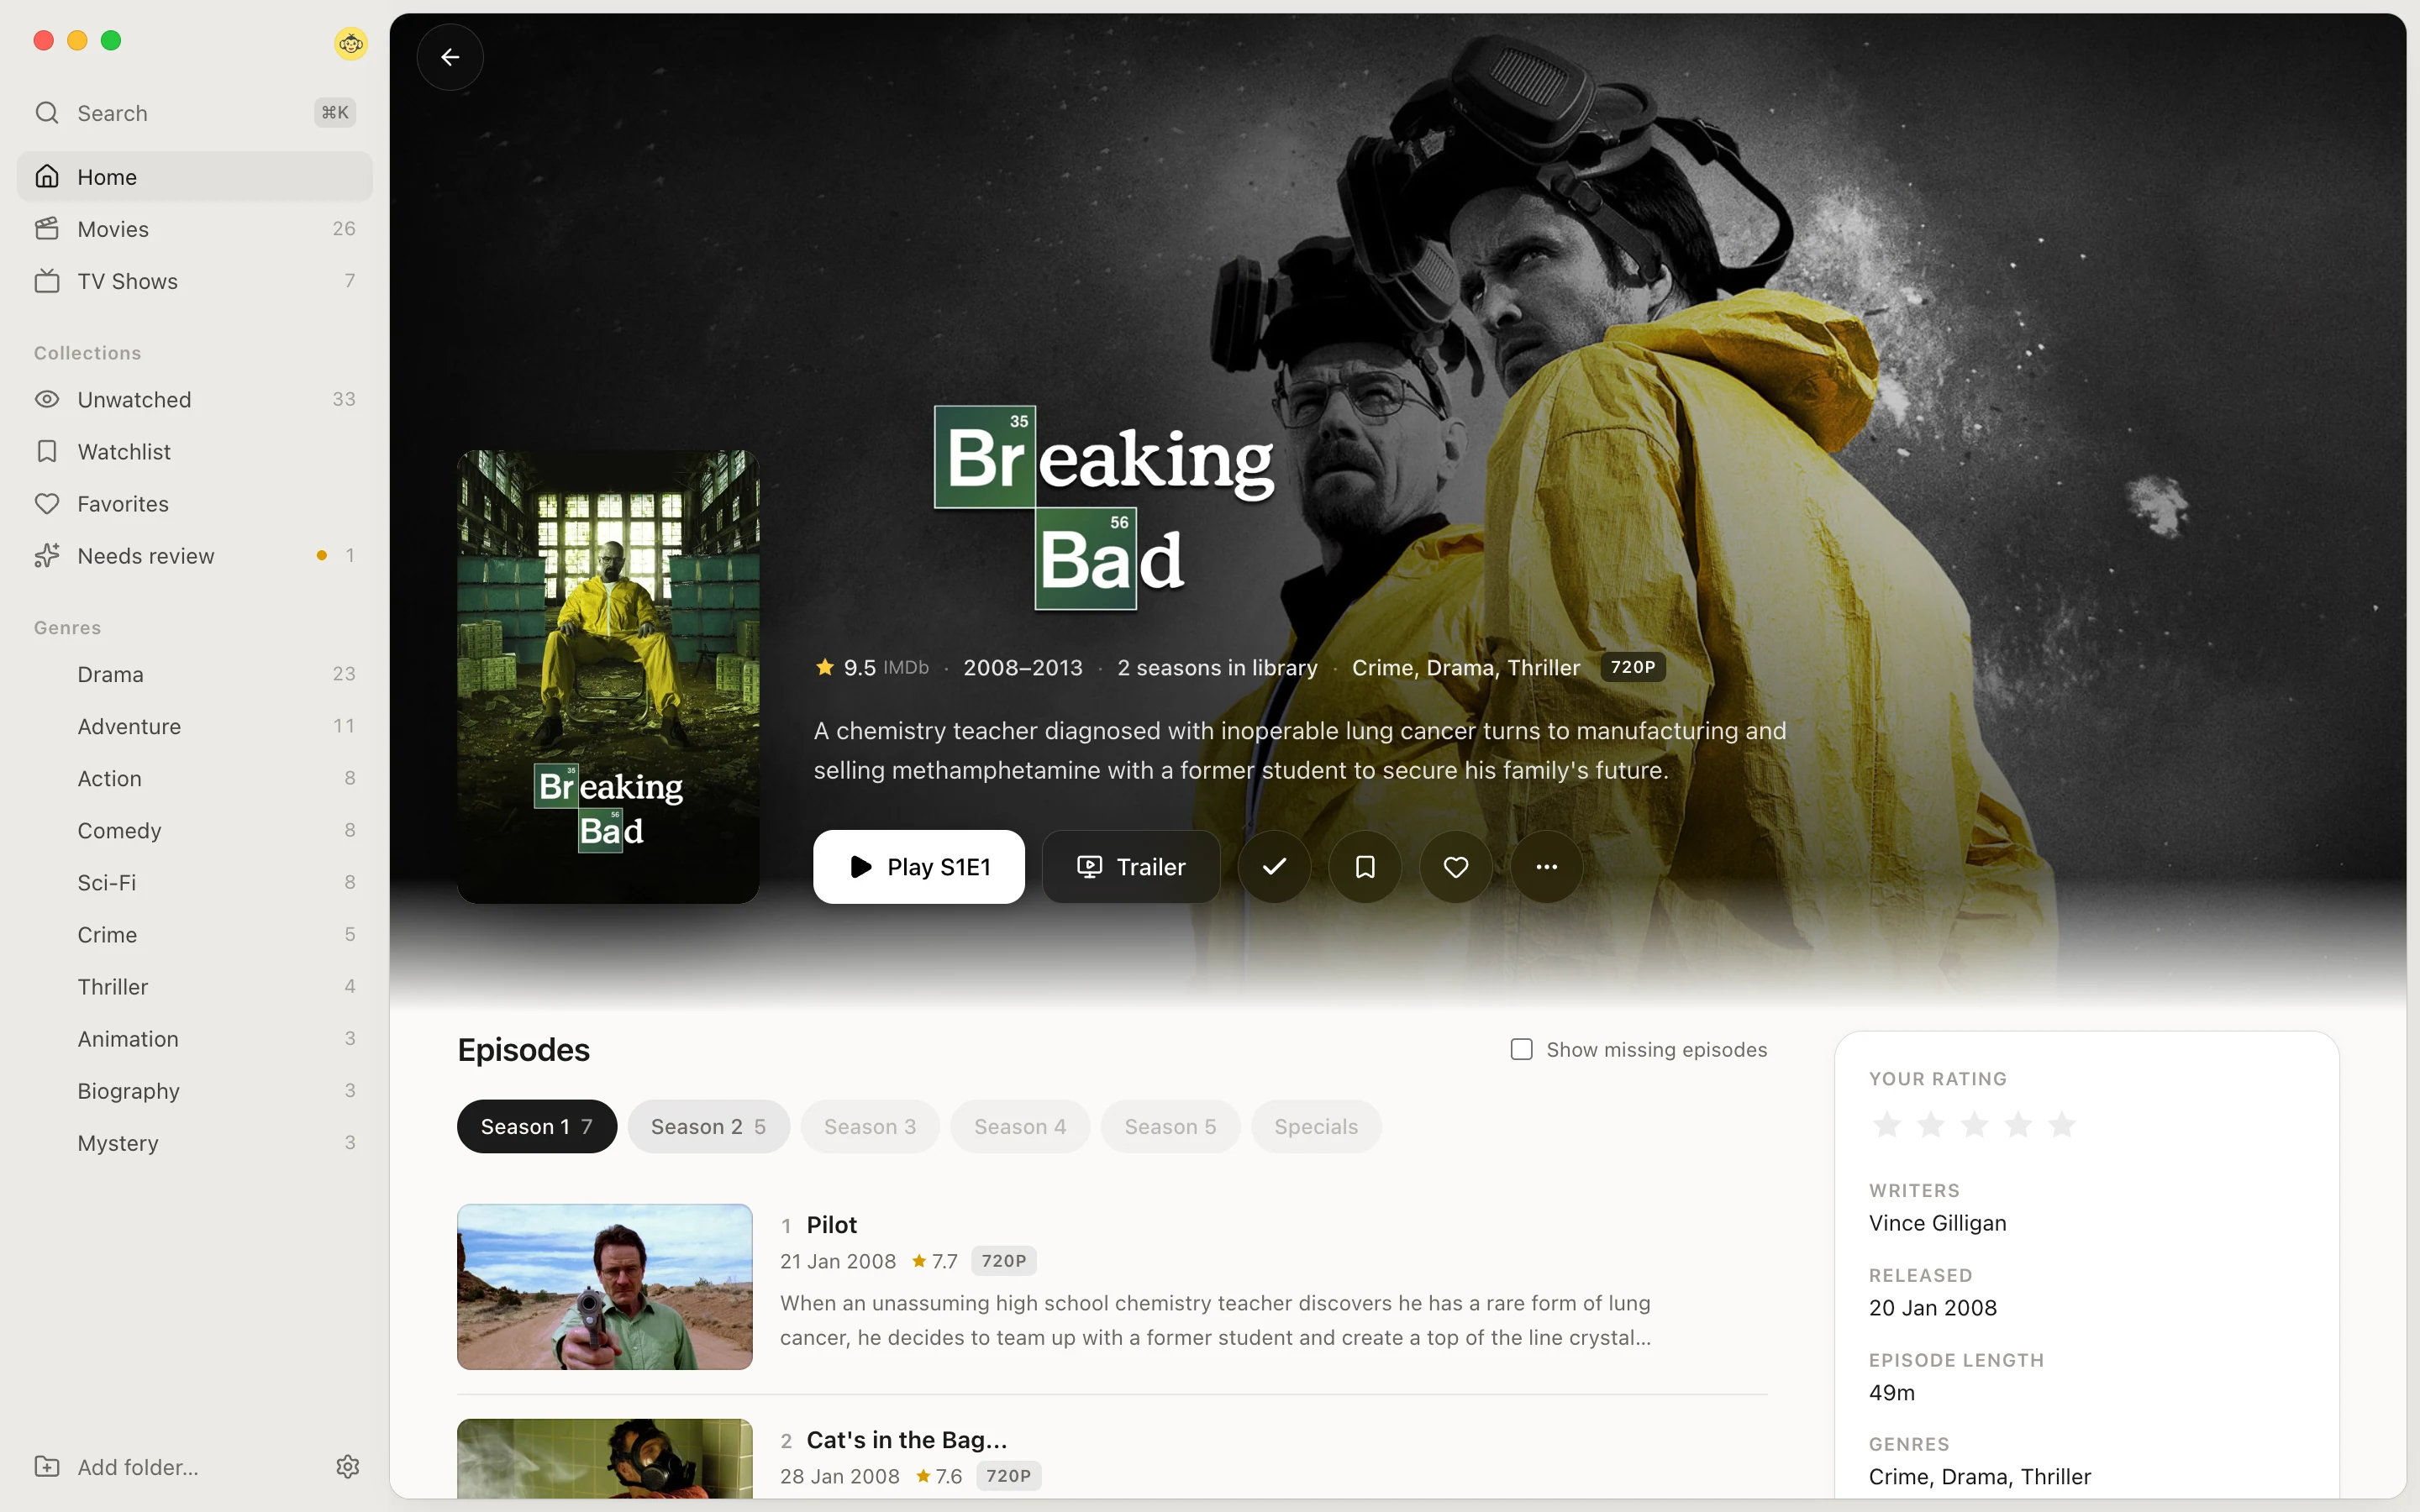 Search ⌘K
Home
Movies 26
TV Shows 7
Collections
Unwatched 33
Watchlist
Favorites
Needs review 1
Genres
Drama 23
Adventure 11
Action 8
Comedy 8
Sci-Fi 8
Crime 5
Thriller 4
Animation 3
Biography 3
Mystery 3
Add folder...
35
Breaking
56
Bad
35
Breaking
56
Bad
9.5 IMDb · 2008–2013 · 2 seasons in library · Crime, Drama, Thriller 720P
A chemistry teacher diagnosed with inoperable lung cancer turns to manufacturing and
selling methamphetamine with a former student to secure his family's future.
Play S1E1 Trailer
Episodes Show missing episodes
Season 1 7 Season 2 5 Season 3 Season 4 Season 5 Specials
1 Pilot
21 Jan 2008 7.7 720P
When an unassuming high school chemistry teacher discovers he has a rare form of lung
cancer, he decides to team up with a former student and create a top of the line crystal...
2 Cat's in the Bag...
28 Jan 2008 7.6 720P
YOUR RATING
WRITERS
Vince Gilligan
RELEASED
20 Jan 2008
EPISODE LENGTH
49m
GENRES
Crime, Drama, Thriller